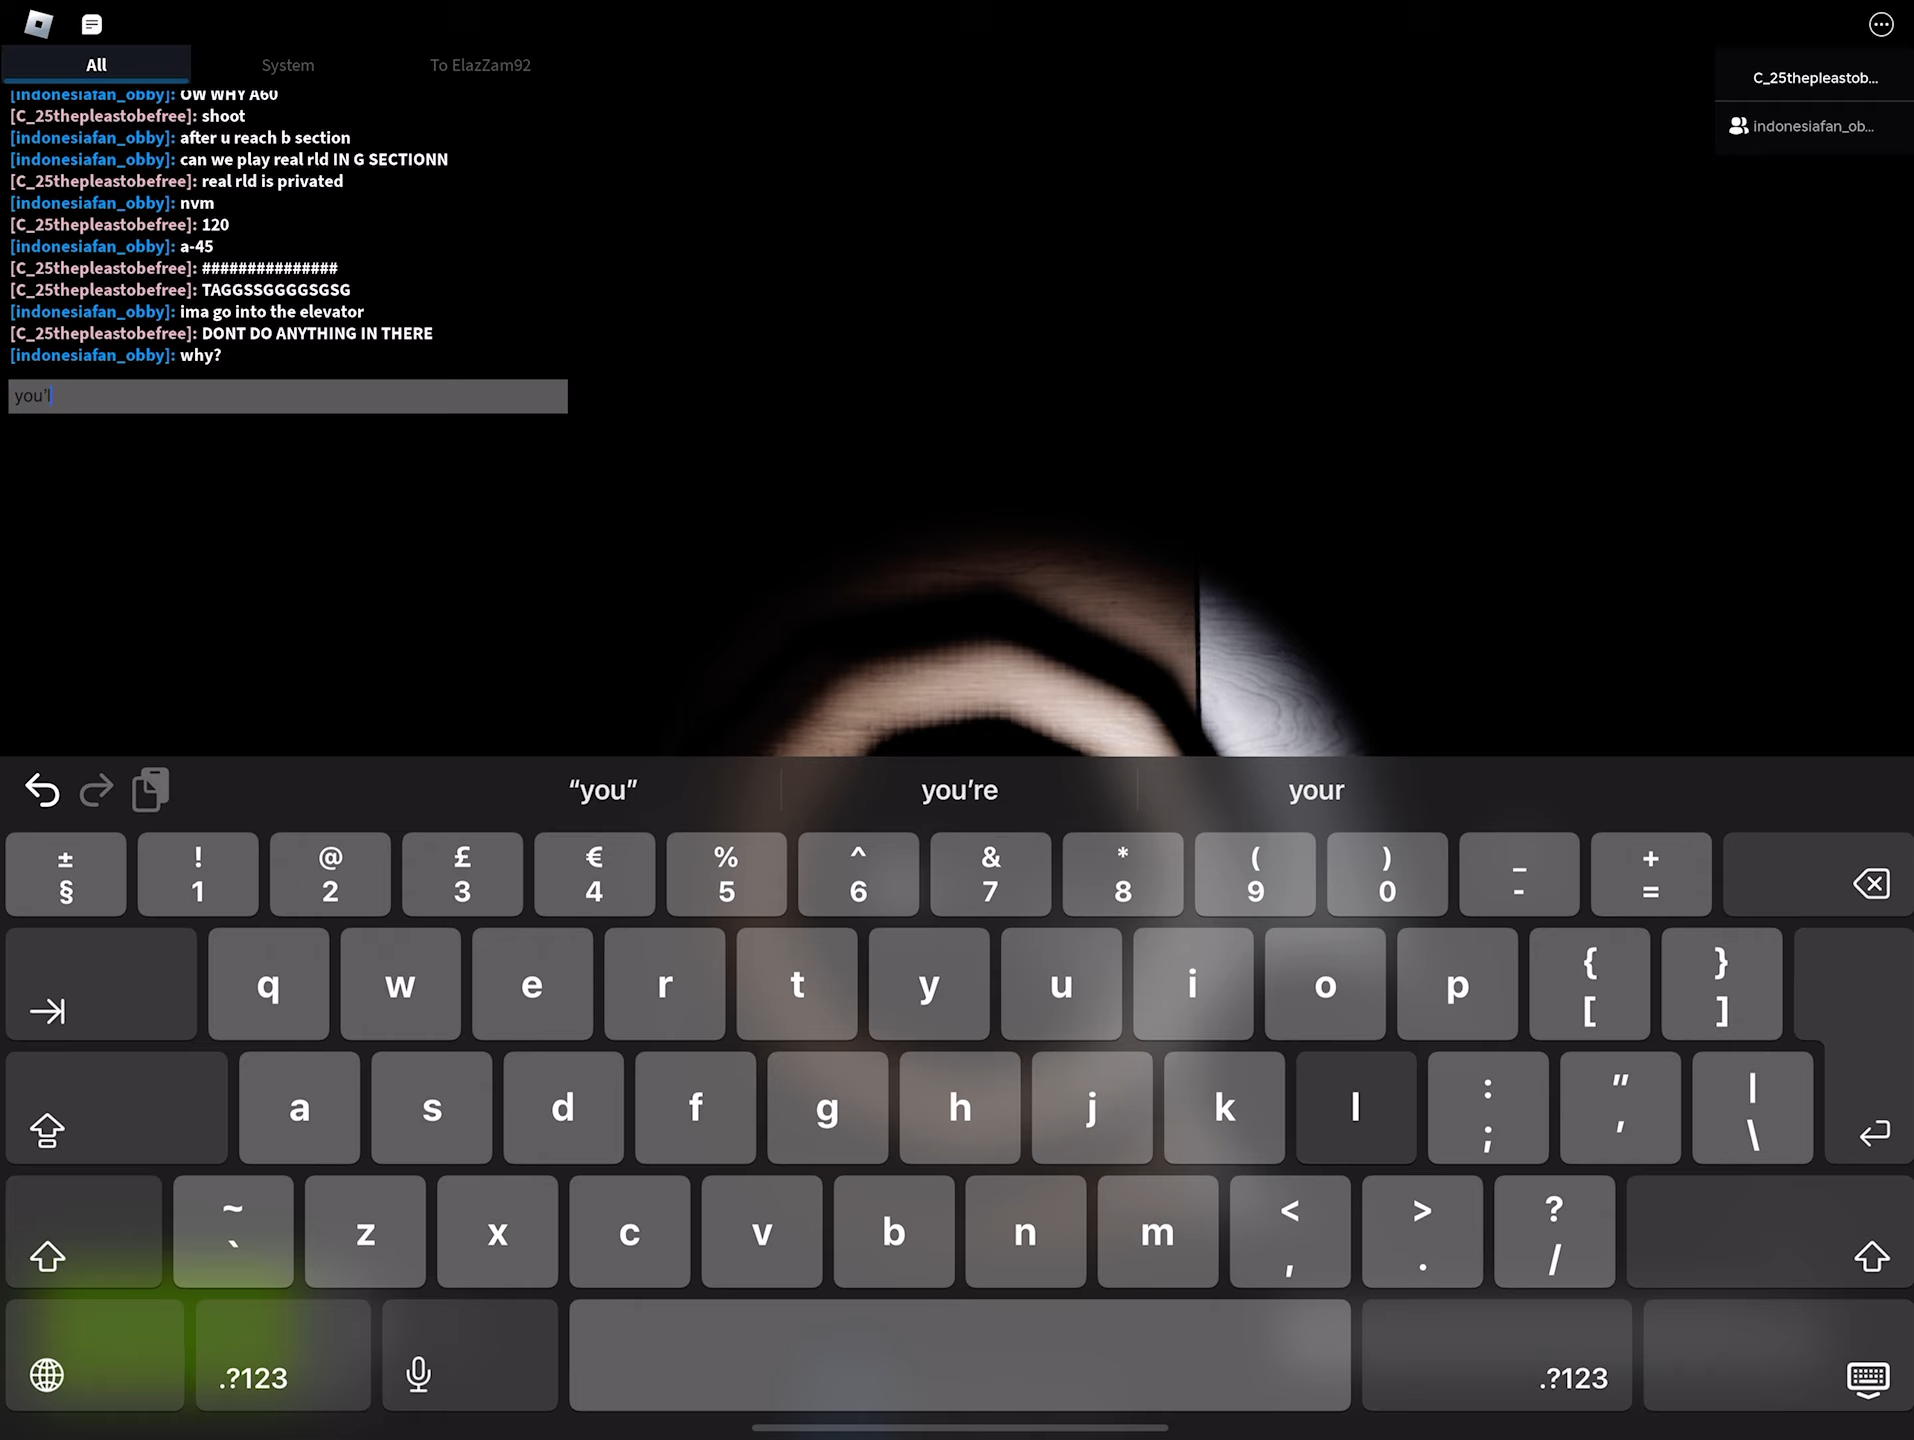 All System To ElazZam92
C_25thepleastob...
indonesiafan_ob...
[indonesiafan_obby]: OW WHY A60
[C_25thepleastobefree]: shoot
[indonesiafan_obby]: after u reach b section
[indonesiafan_obby]: can we play real rld IN G SECTIONN
[C_25thepleastobefree]: real rld is privated
[indonesiafan_obby]: nvm
[C_25thepleastobefree]: 120
[indonesiafan_obby]: a-45
[C_25thepleastobefree]: ###############
[C_25thepleastobefree]: TAGGSSGGGGSGSG
[indonesiafan_obby]: ima go into the elevator
[C_25thepleastobefree]: DONT DO ANYTHING IN THERE
[indonesiafan_obby]: why?
you'l
“you” you’re your
± ! @ £ € % ^ & * ( ) _ +
§ 1 2 3 4 5 6 7 8 9 0 - =
q w e r t y u i o p { }
[ ]
a s d f g h j k l : " |
; ' \
~ z x c v b n m < > ?
` , . /
.?123 .?123